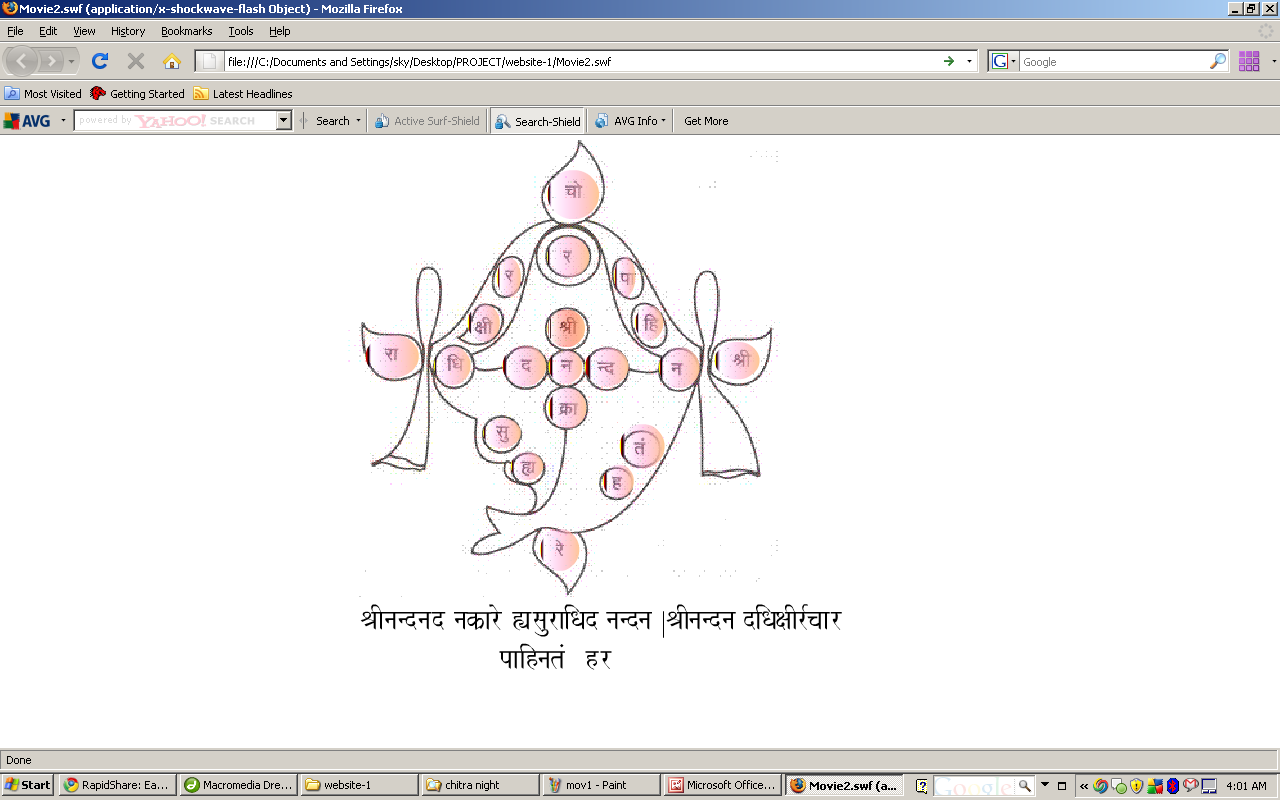 Movie2.swf (application/x-shockwave-flash Object) - Mozilla Firefox
File Edit View History Bookmarks Tools Help
file:///C:/Documents and Settings/sky/Desktop/PROJECT/website-1/Movie2.swf
G Google
Most Visited Getting Started Latest Headlines
AVG powered by YAHOO! SEARCH Search Active Surf-Shield Search-Shield AVG Info Get More
चो
र
र पा
क्षी श्री हि
रा धि द न न्द न श्री
क्रा
सु तं
ह्य ह
रे
श्रीनन्दनद नकारे ह्यसुराधिद नन्दन |श्रीनन्दन दधिक्षीर्रचार
पाहिनतं हर
Done
Start RapidShare: Ea... Macromedia Dre... website-1 chitra night mov1 - Paint Microsoft Office... Movie2.swf (a... Google « 4:01 AM